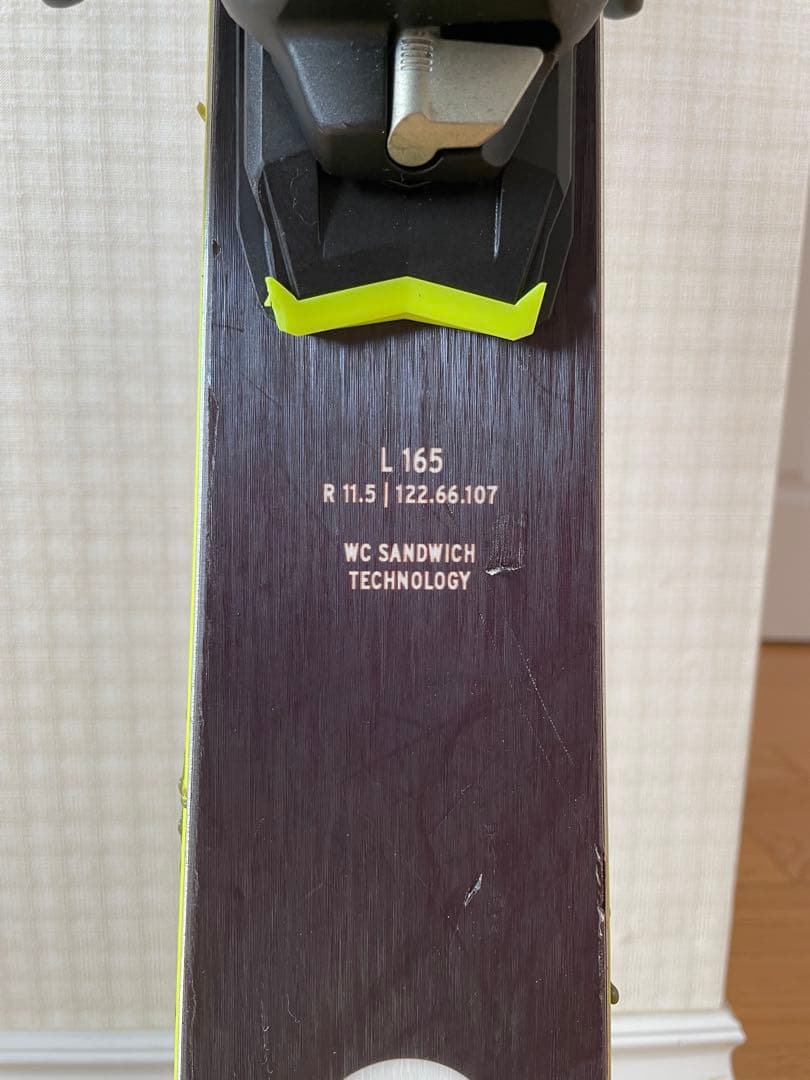 L 165
R 11.5 | 122.66.107
WC SANDWICH
TECHNOLOGY